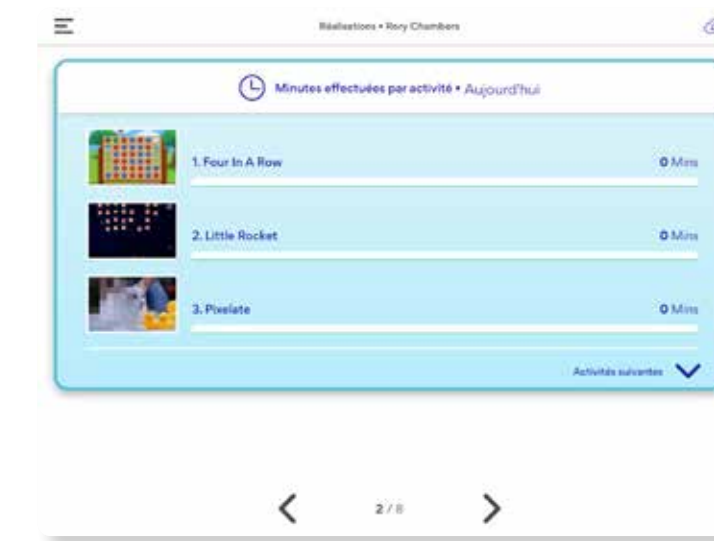 Réalisations • Rory Chambers
Minutes effectuées par activité • Aujourd'hui
1. Four In A Row
0 Mins
2. Little Rocket
0 Mins
3. Pixelate
0 Mins
Activités suivantes
2 / 8